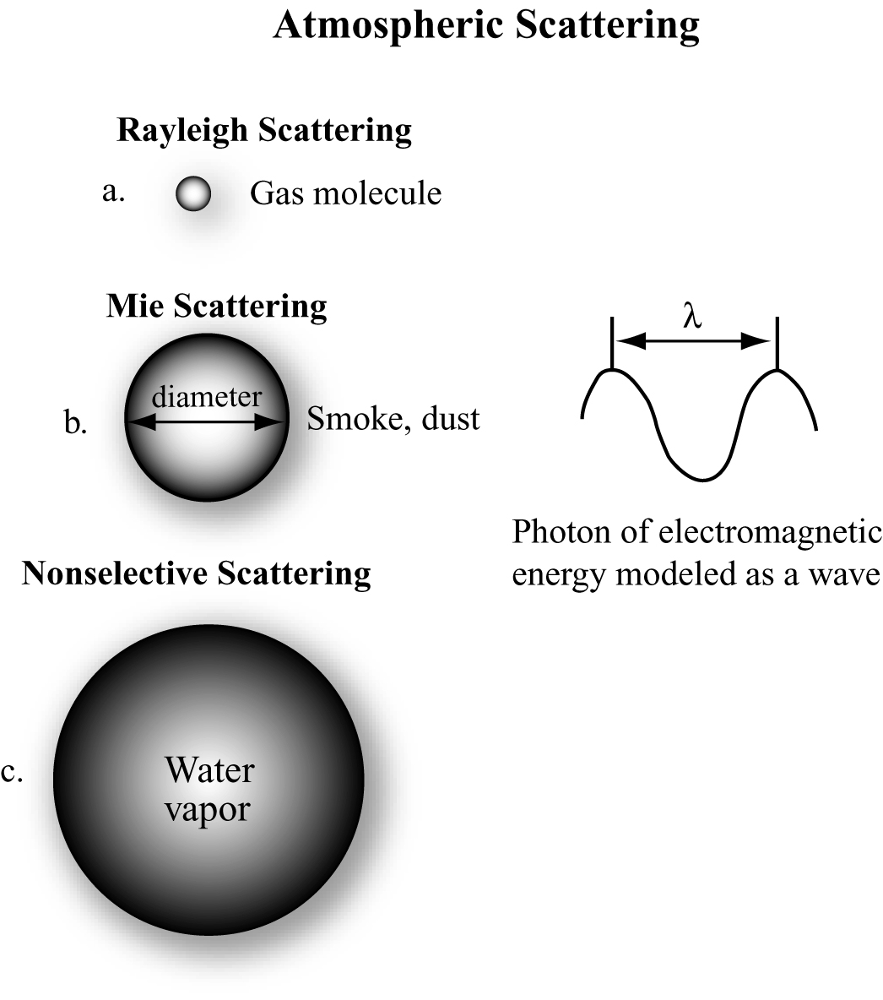 Atmospheric Scattering
Rayleigh Scattering
a.
Gas molecule
Mie Scattering
diameter
b.
Smoke, dust
λ
Photon of electromagnetic
energy modeled as a wave
Nonselective Scattering
c.
Water
vapor